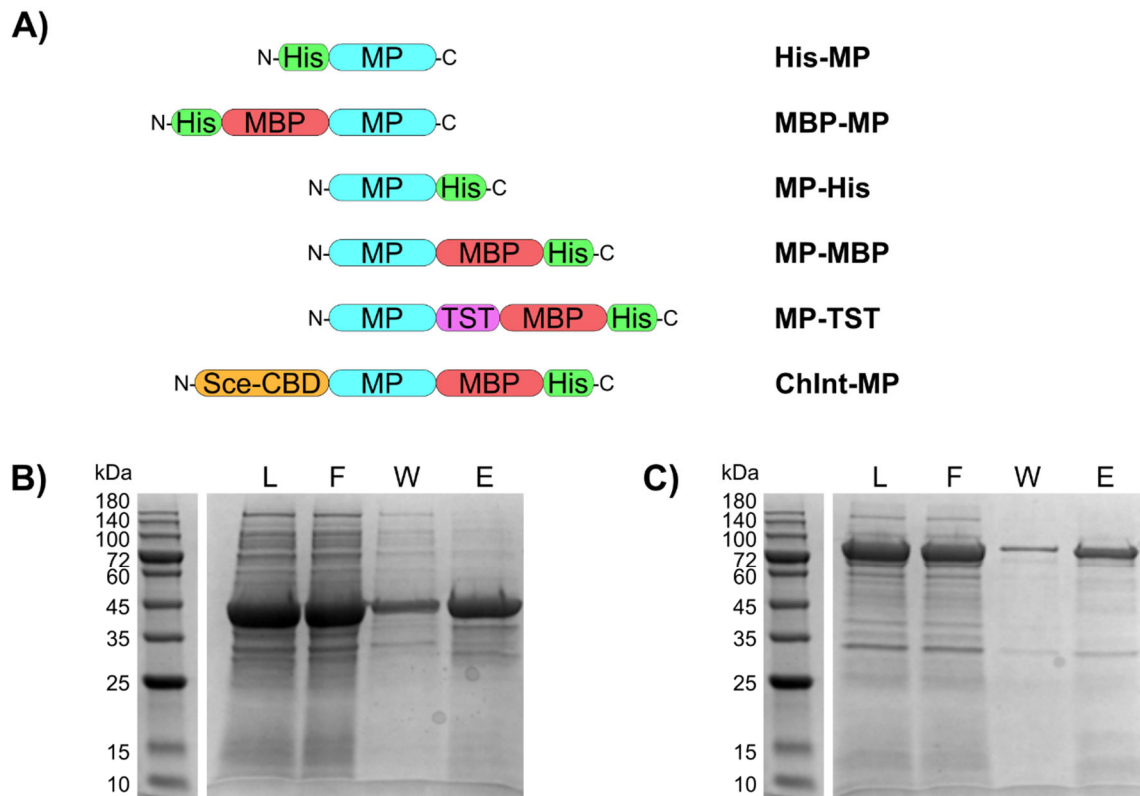 A)
N- His MP -C His-MP
N- His MBP MP -C MBP-MP
N- MP His -C MP-His
N- MP MBP His -C MP-MBP
N- MP TST MBP His -C MP-TST
N- Sce-CBD MP MBP His -C ChInt-MP
B) kDa L F W E
180
140
100
72
60
45
35
25
15
10
C) kDa L F W E
180
140
100
72
60
45
35
25
15
10